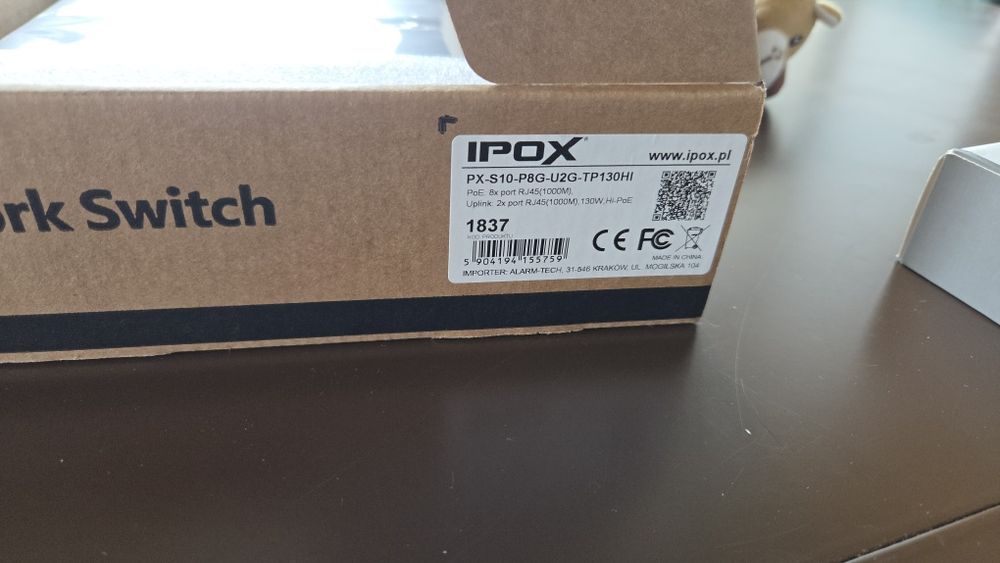 ork Switch
IPOX®
www.ipox.pl
PX-S10-P8G-U2G-TP130HI
PoE: 8x port RJ45(1000M),
Uplink: 2x port RJ45(1000M),130W,Hi-PoE
1837
KOD PRODUKTU
5 904194 155759
CE FC
MADE IN CHINA
IMPORTER: ALARM-TECH, 31-546 KRAKÓW, UL. MOGILSKA 104